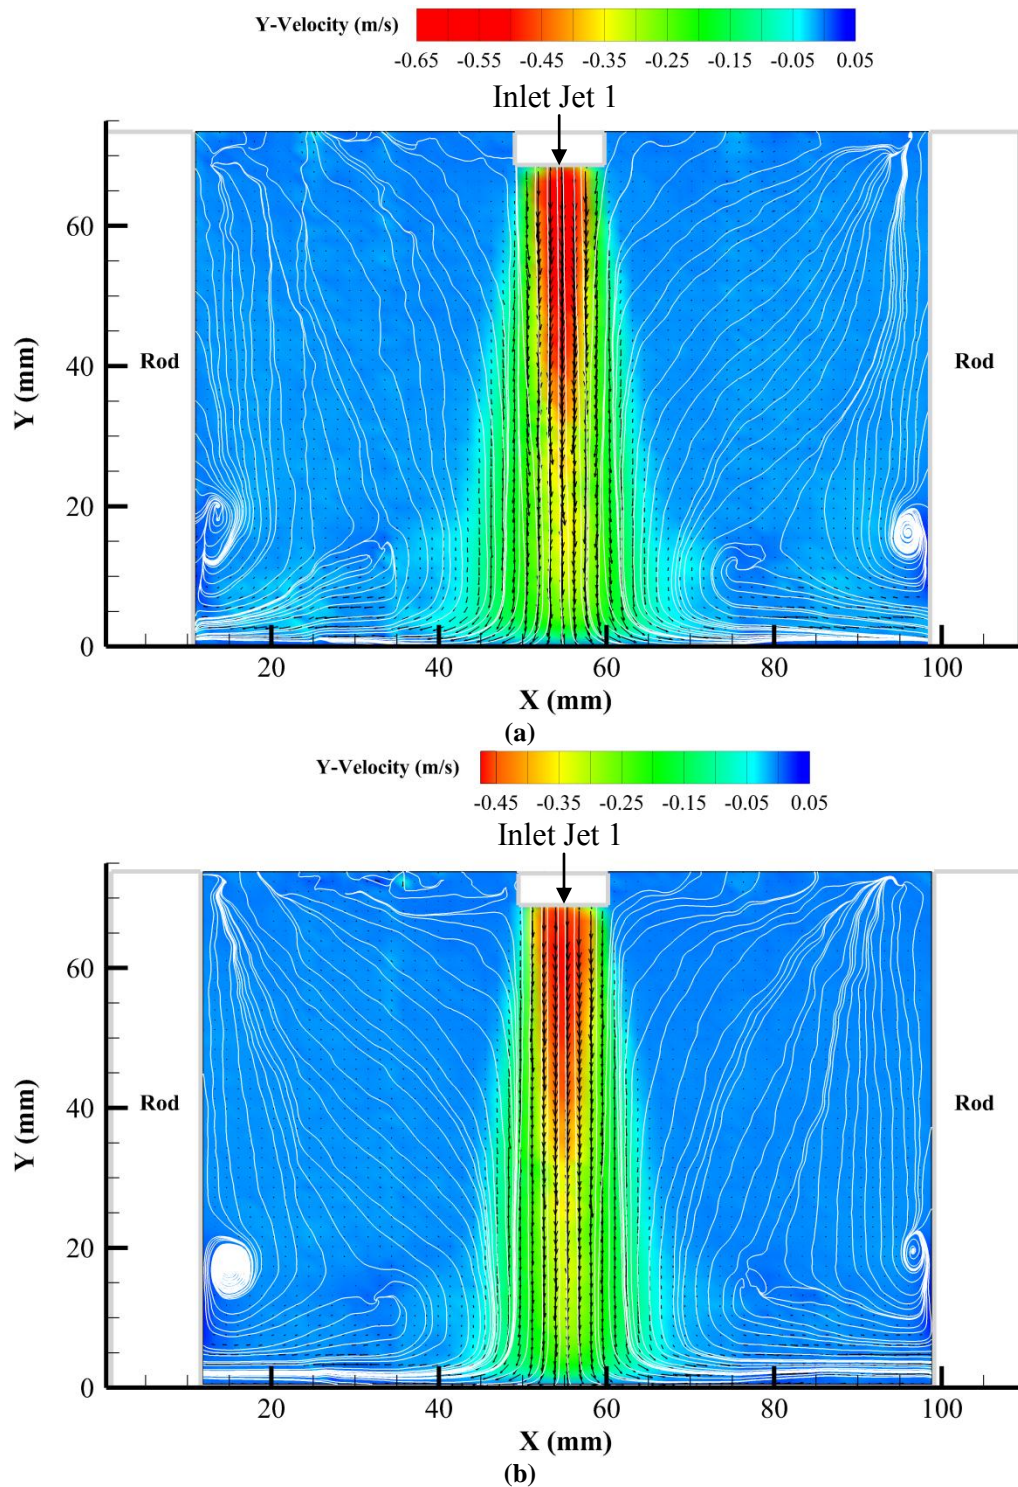 Y-Velocity (m/s)
-0.65 -0.55 -0.45 -0.35 -0.25 -0.15 -0.05 0.05
Inlet Jet 1
60
Rod Rod
40
Y (mm)
20
0
20 40 60 80 100
X (mm)
(a)
Y-Velocity (m/s)
-0.45 -0.35 -0.25 -0.15 -0.05 0.05
Inlet Jet 1
60
40
Rod Rod
Y (mm)
20
0
20 40 60 80 100
X (mm)
(b)